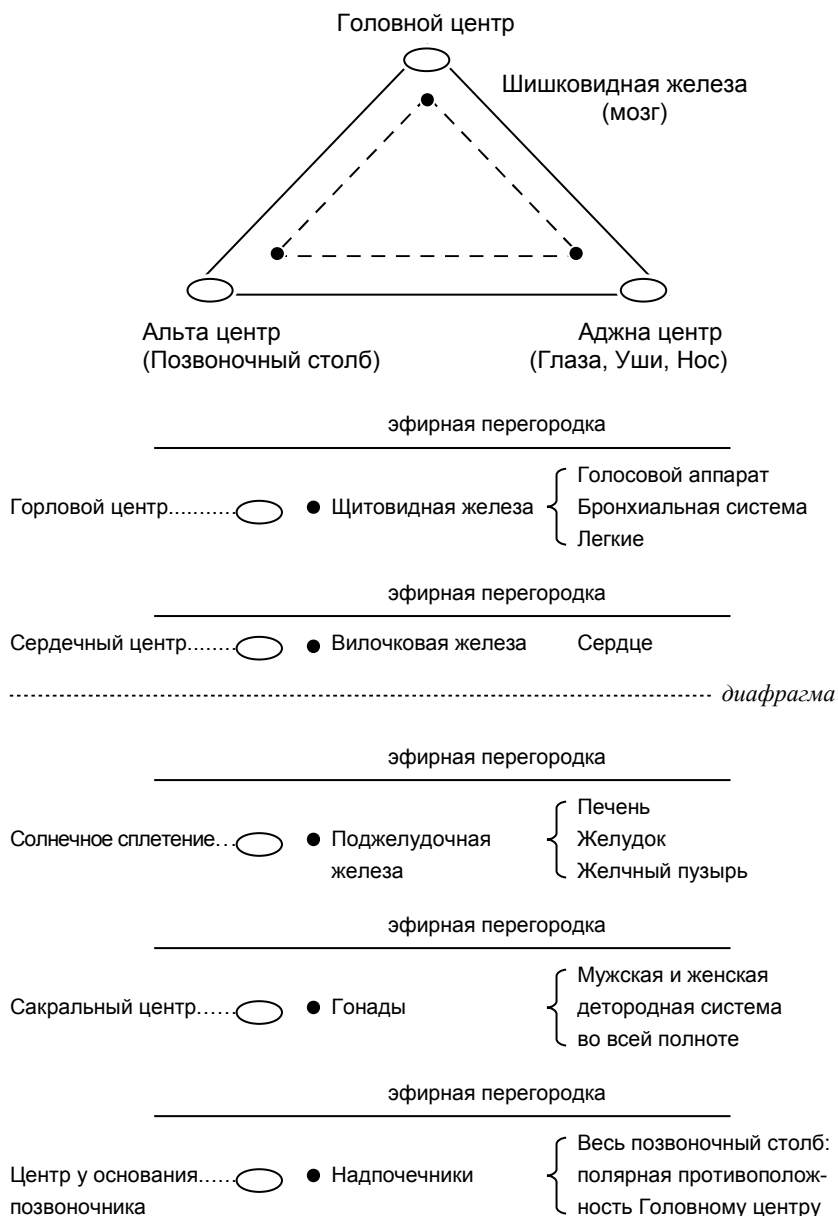 Головной центр
Шишковидная железа
(мозг)
Альта центр
(Позвоночный столб)
Аджна центр
(Глаза, Уши, Нос)
эфирная перегородка
Горловой центр........... Щитовидная железа Голосовой аппарат
Бронхиальная система
Легкие
эфирная перегородка
Сердечный центр........ Вилочковая железа Сердце
диафрагма
эфирная перегородка
Солнечное сплетение... Поджелудочная железа Печень
Желудок
Желчный пузырь
эфирная перегородка
Сакральный центр...... Гонады Мужская и женская
детородная система
во всей полноте
эфирная перегородка
Центр у основания...... позвоночника Надпочечники Весь позвоночный столб:
полярная противополож-
ность Головному центру